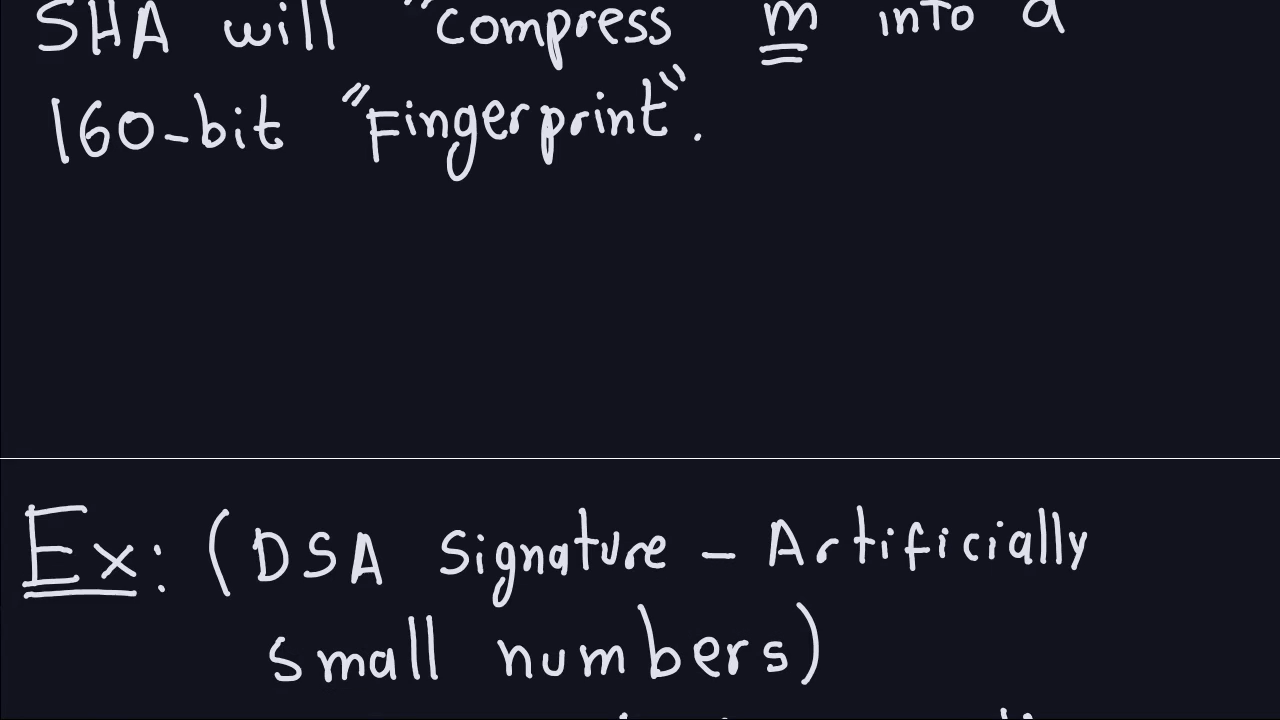 SHA will "compress m into a
160-bit "Fingerprint".
Ex: (DSA Signature - Artificially
small numbers)